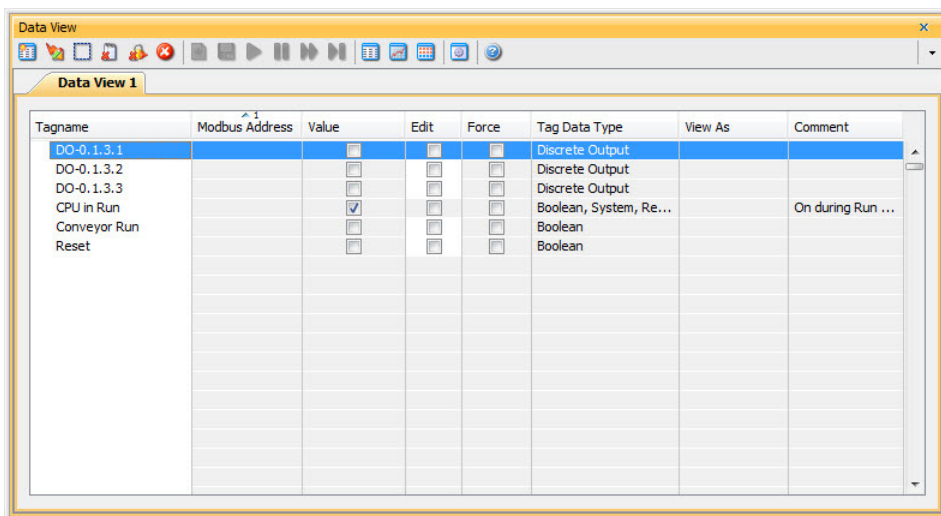 Data View
Data View 1
Tagname Modbus Address 1 Value Edit Force Tag Data Type View As Comment
DO-0.1.3.1 Discrete Output
DO-0.1.3.2 Discrete Output
DO-0.1.3.3 Discrete Output
CPU in Run Boolean, System, Re... On during Run ...
Conveyor Run Boolean
Reset Boolean